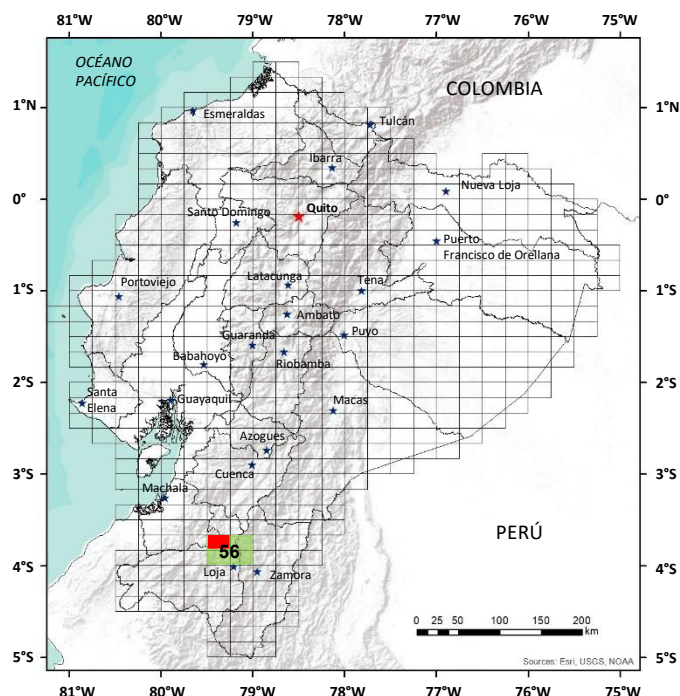 81°W 80°W 79°W 78°W 77°W 76°W 75°W
OCÉANO
PACÍFICO
COLOMBIA
1°N 1°N
Esmeraldas
Tulcán
Ibarra
Nueva Loja
0° 0°
Santo Domingo
Quito
Puerto
Francisco de Orellana
Portoviejo
Latacunga
Tena
1°S 1°S
Ambato
Guaranda
Puyo
Babahoyo
Riobamba
2°S 2°S
Santa
Elena
Guayaquil
Macas
Azogues
3°S 3°S
Cuenca
Machala
PERÚ
56
4°S 4°S
Loja
Zamora
0 25 50 100 150 200
km
5°S 5°S
Sources: Esri, USGS, NOAA
81°W 80°W 79°W 78°W 77°W 76°W 75°W